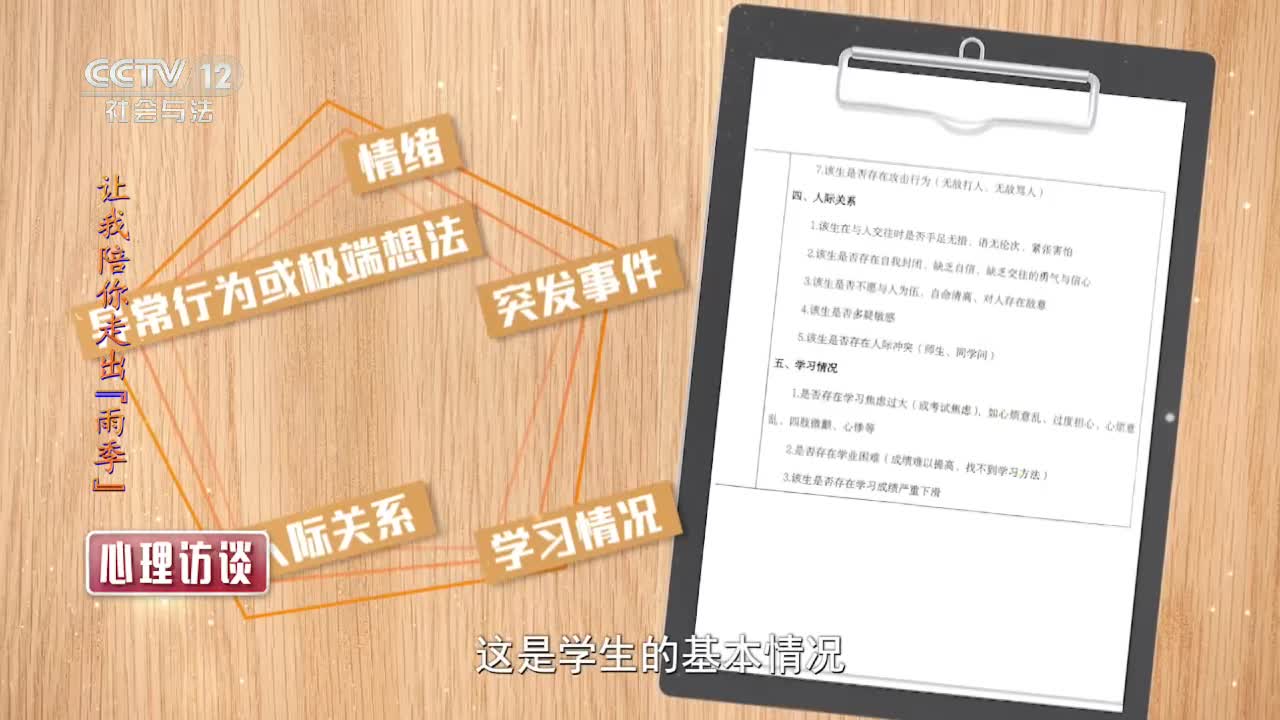 CCTV 12
社会与法
让我陪你走出『雨季』
情绪
异常行为或极端想法
突发事件
人际关系
学习情况
心理访谈
7.该生是否存在攻击行为（无故打人、无故骂人）
四、人际关系
1.该生在与人交往时是否手足无措、语无伦次，紧张害怕
2.该生是否存在自我封闭、缺乏自信、缺乏交往的勇气与信心
3.该生是否不愿与人为伍，自命清高、对人存在敌意
4.该生是否多疑敏感
5.该生是否存在人际冲突（师生、同学间）
五、学习情况
1.是否存在学习焦虑过大（或考试焦虑），如心烦意乱、过度担心，心烦意
乱、四肢微颤、心悸等
2.是否存在学业困难（成绩难以提高，找不到学习方法）
3.该生是否存在学习成绩严重下滑
这是学生的基本情况